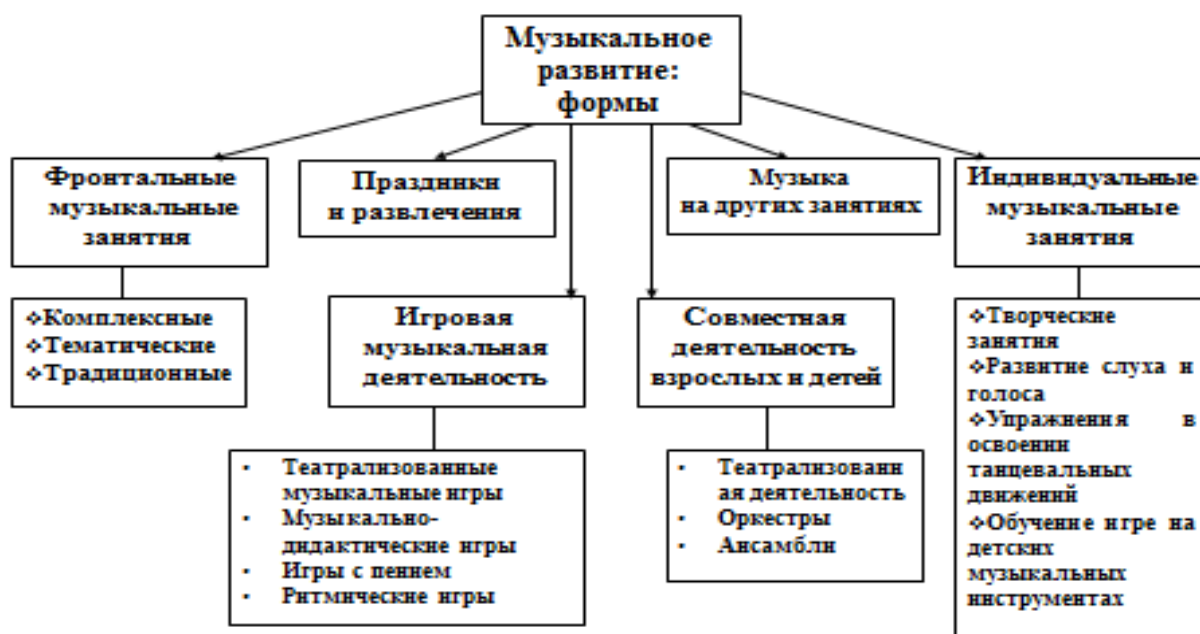 Музыкальное
развитие:
формы
Фронтальные
музыкальные
занятия
Праздники
и развлечения
Музыка
на других занятиях
Индивидуальные
музыкальные
занятия
❖Комплексные
❖Тематические
❖Традиционные
Игровая
музыкальная
деятельность
Совместная
деятельность
взрослых и детей
❖Творческие
занятия
❖Развитие слуха и
голоса
❖Упражнения в
освоении
танцевальных
движений
❖Обучение игре на
детских
музыкальных
инструментах
• Театрализованные
музыкальные игры
• Музыкально-
дидактические игры
• Игры с пением
• Ритмические игры
• Театрализованн
ая деятельность
• Оркестры
• Ансамбли